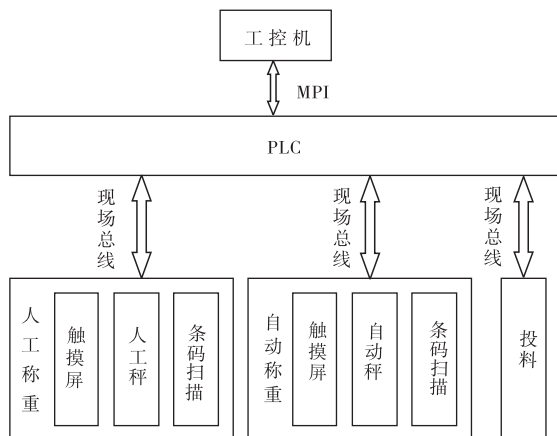 工控机
MPI
PLC
现场总线
现场总线
现场总线
人工称重
触摸屏
人工秤
条码扫描
自动称重
触摸屏
自动秤
条码扫描
投料